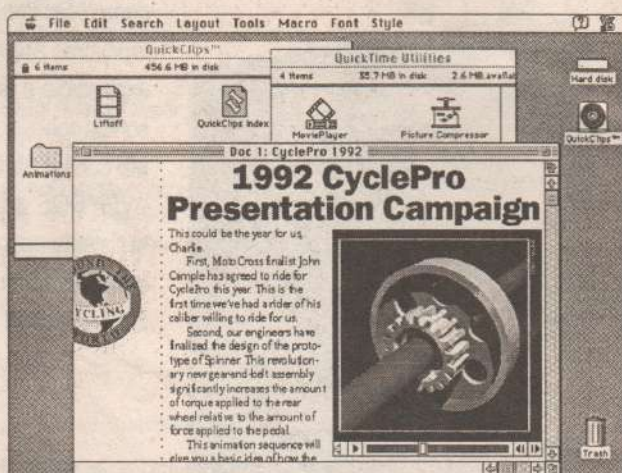 File Edit Search Layout Tools Macro Font Style
QuickClips™
6 items 456.6 MB in disk
Liftoff
QuickClips Index
Animations
QuickTime Utilities
4 items 35.7 MB in disk 2.6 MB availab
MoviePlayer
Picture Compressor
Hard disk
QuickClips™
Doc 1: CyclePro 1992
1992 CyclePro
Presentation Campaign
This could be the year for us,
Charlie.
First, MotoCross finalist John
Cample has agreed to ride for
CyclePro this year. This is the
first time we've had a rider of his
caliber willing to ride for us.
Second, our engineers have
finalized the design of the proto-
type of Spinner. This revolution-
ary new gear-and-belt assembly
significantly increases the amount
of torque applied to the rear
wheel relative to the amount of
force applied to the pedal.
This animation sequence will
give you a basic idea of how the
CYCLING
Trash